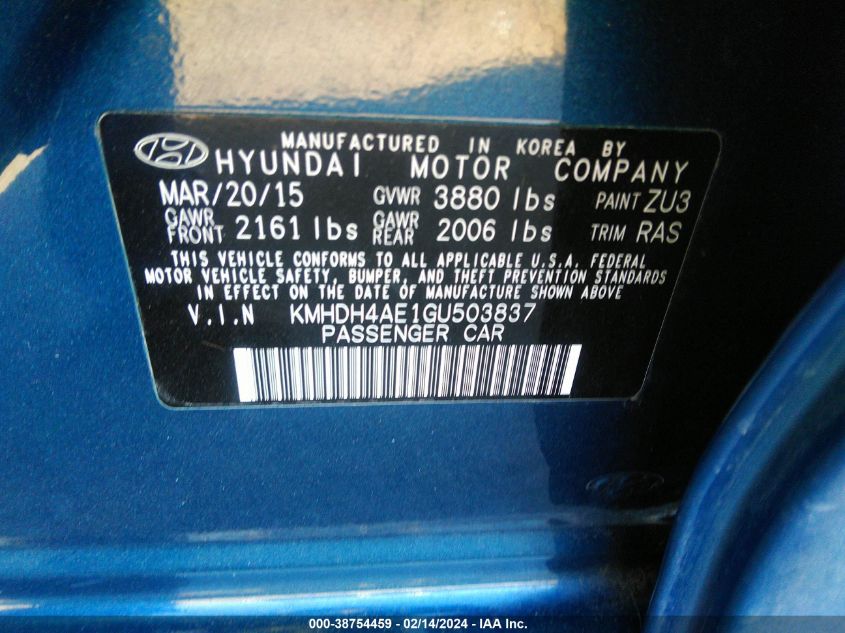 MANUFACTURED IN KOREA BY
HYUNDAI MOTOR COMPANY
MAR/20/15 GVWR 3880 lbs PAINT ZU3
GAWR FRONT 2161 lbs GAWR REAR 2006 lbs TRIM RAS
THIS VEHICLE CONFORMS TO ALL APPLICABLE U.S.A. FEDERAL
MOTOR VEHICLE SAFETY, BUMPER, AND THEFT PREVENTION STANDARDS
IN EFFECT ON THE DATE OF MANUFACTURE SHOWN ABOVE
V.I.N KMHDH4AE1GU503837
PASSENGER CAR
000-38754459 - 02/14/2024 - IAA Inc.